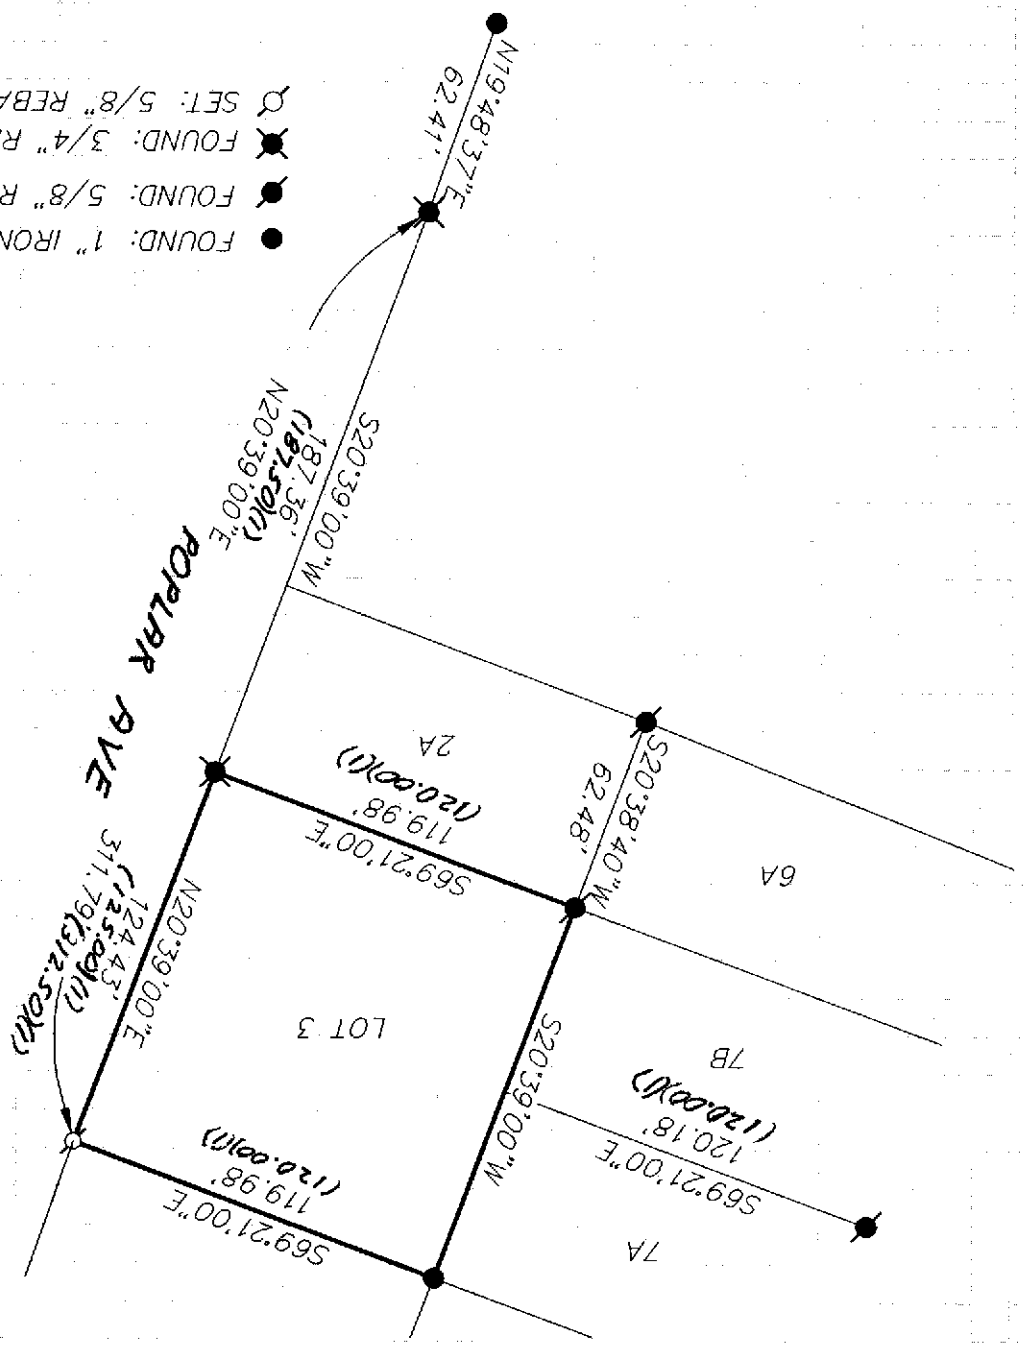 S69°21'00"E
119.98'
(120.00)(1)
7A
S69°21'00"E
120.18'
(120.00)(1)
7B
LOT 3
S20°39'00"W
N20°39'00"E
124.43'
(125.00)(1)
311.79'(312.50)(1)
6A
S69°21'00"E
119.98'
(120.00)(1)
2A
S20°38'40"W
62.48'
POPLAR AVE
S20°39'00"W
187.36'
(187.50)(1)
N20°39'00"E
FOUND: 1" IRON
FOUND: 5/8" R
FOUND: 3/4" R
SET: 5/8" REBA
N19°48'37"E
62.41'